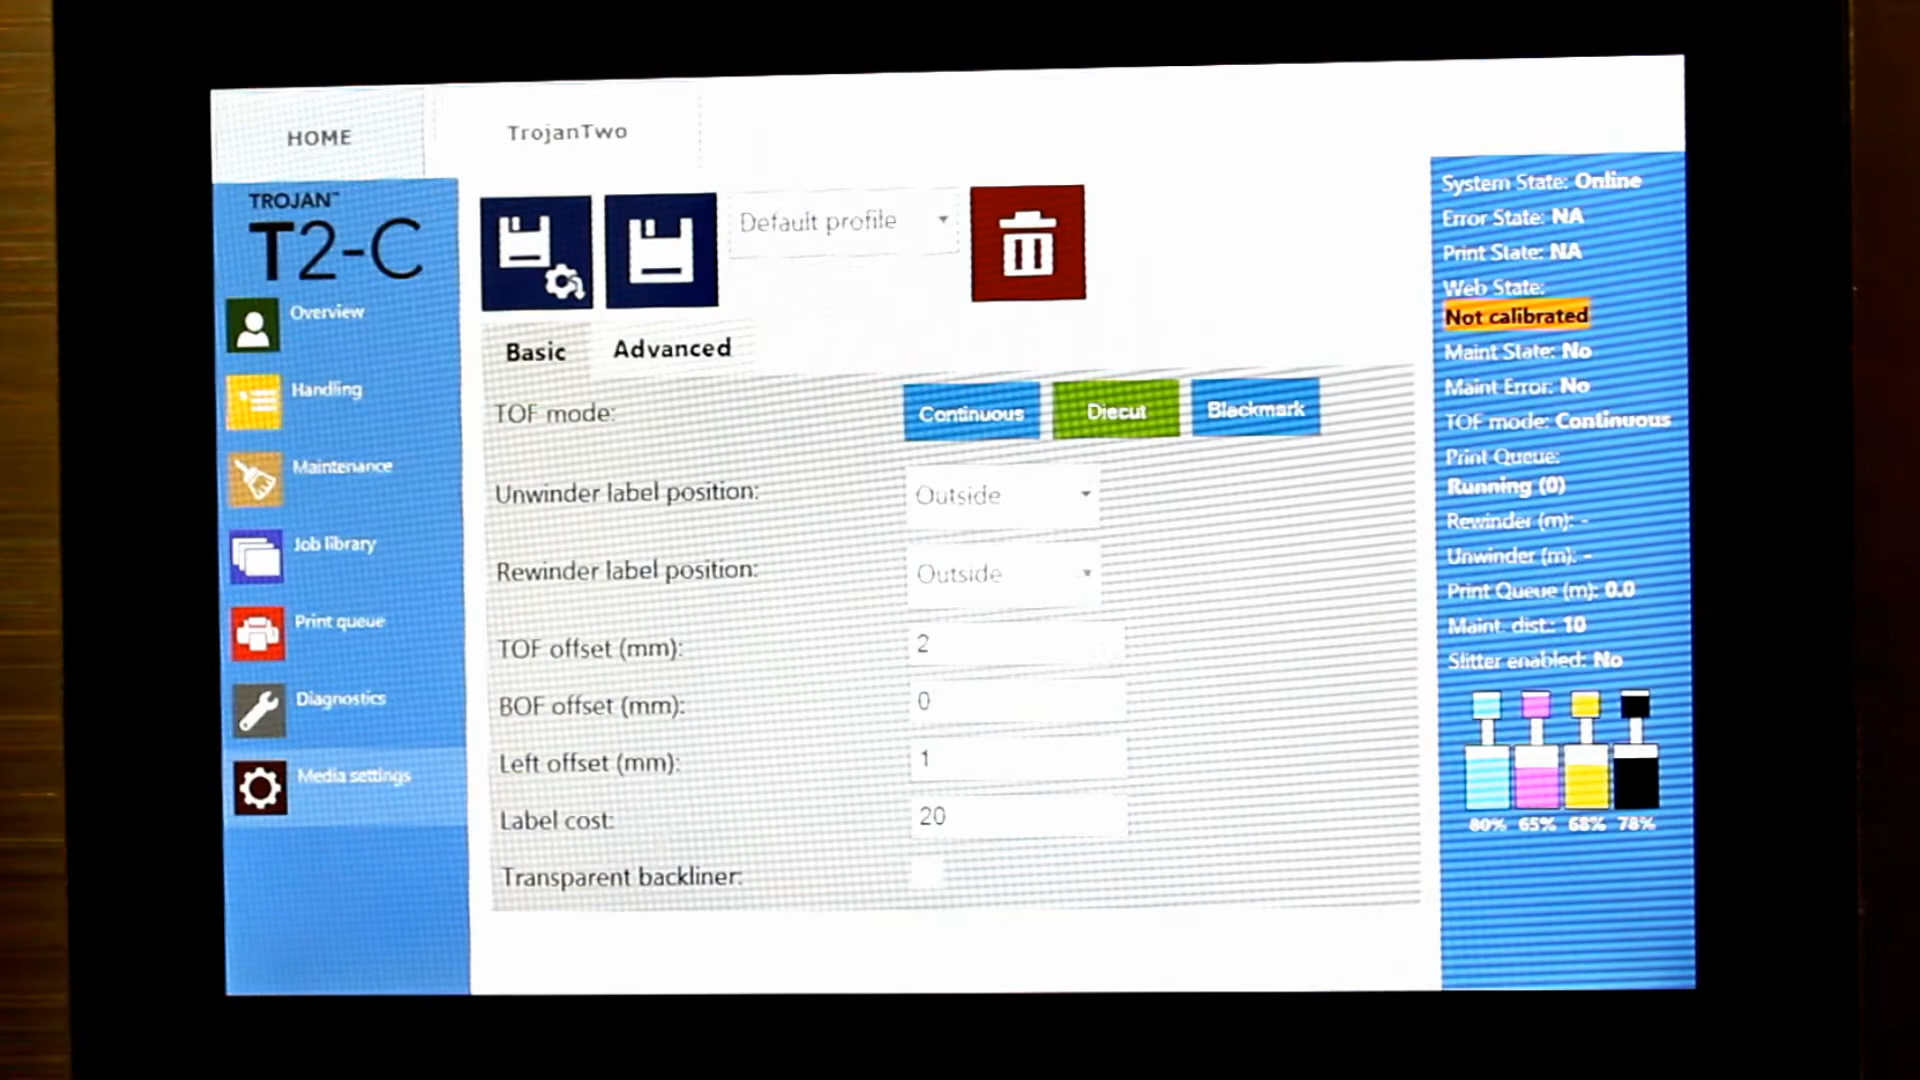 HOME
TrojanTwo
TROJAN™
T2-C
Overview
Handling
Maintenance
Job library
Print queue
Diagnostics
Media settings
Default profile
Basic
Advanced
TOF mode:
Continuous
Diecut
Blackmark
Unwinder label position:
Outside
Rewinder label position:
Outside
TOF offset (mm):
2
BOF offset (mm):
0
Left offset (mm):
1
Label cost:
20
Transparent backliner:
System State: Online
Error State: NA
Print State: NA
Web State:
Not calibrated
Maint State: No
Maint Error: No
TOF mode: Continuous
Print Queue:
Running (0)
Rewinder (m): -
Unwinder (m): -
Print Queue (m): 0.0
Maint. dist.: 10
Slitter enabled: No
80% 65% 68% 78%